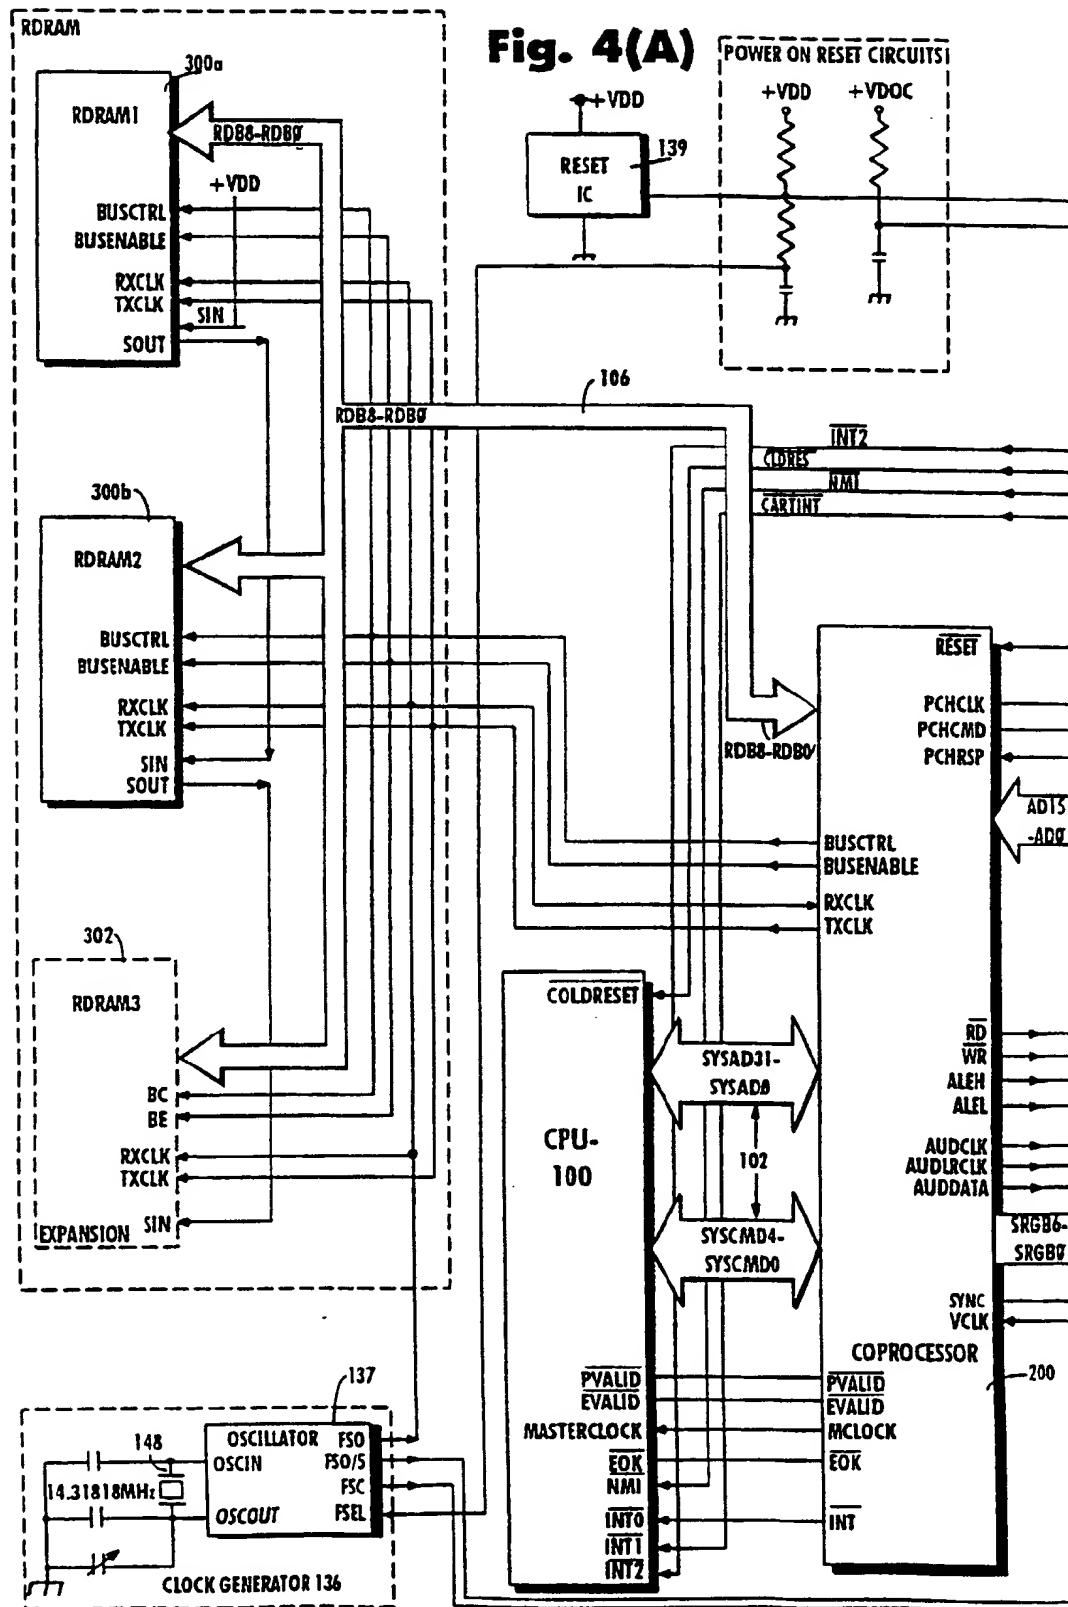 RDRAM
Fig. 4(A)
POWER ON RESET CIRCUITS
300a
RDRAM1
RDB8-RDB0
+VDD
BUSCTRL
BUSENABLE
RXCLK
TXCLK
SIN
SOUT
+VDD
RESET
IC
139
+VDD
+VDOC
106
RDB8-RDB0
INT2
CLDRES
NMI
CARTINT
300b
RDRAM2
BUSCTRL
BUSENABLE
RXCLK
TXCLK
SIN
SOUT
RDB8-RDB0
RESET
PCHCLK
PCHCMD
PCHRSP
AD15
-AD0
BUSCTRL
BUSENABLE
RXCLK
TXCLK
302
RDRAM3
BC
BE
RXCLK
TXCLK
SIN
EXPANSION
COLDRESET
SYSAD31-
SYSAD0
CPU-
100
102
SYSCMD4-
SYSCMD0
RD
WR
ALEH
ALEL
AUDCLK
AUDLRCLK
AUDDATA
SRGB6-
SRGB0
SYNC
VCLK
COPROCESSOR
200
PVALID
EVALID
MASTERCLOCK
EOK
NMI
INT0
INT1
INT2
PVALID
EVALID
MCLOCK
EOK
INT
137
OSCILLATOR
FSO
FSO/5
FSC
FSEL
OSCIN
OSCOUT
148
14.31818MHz
CLOCK GENERATOR 136